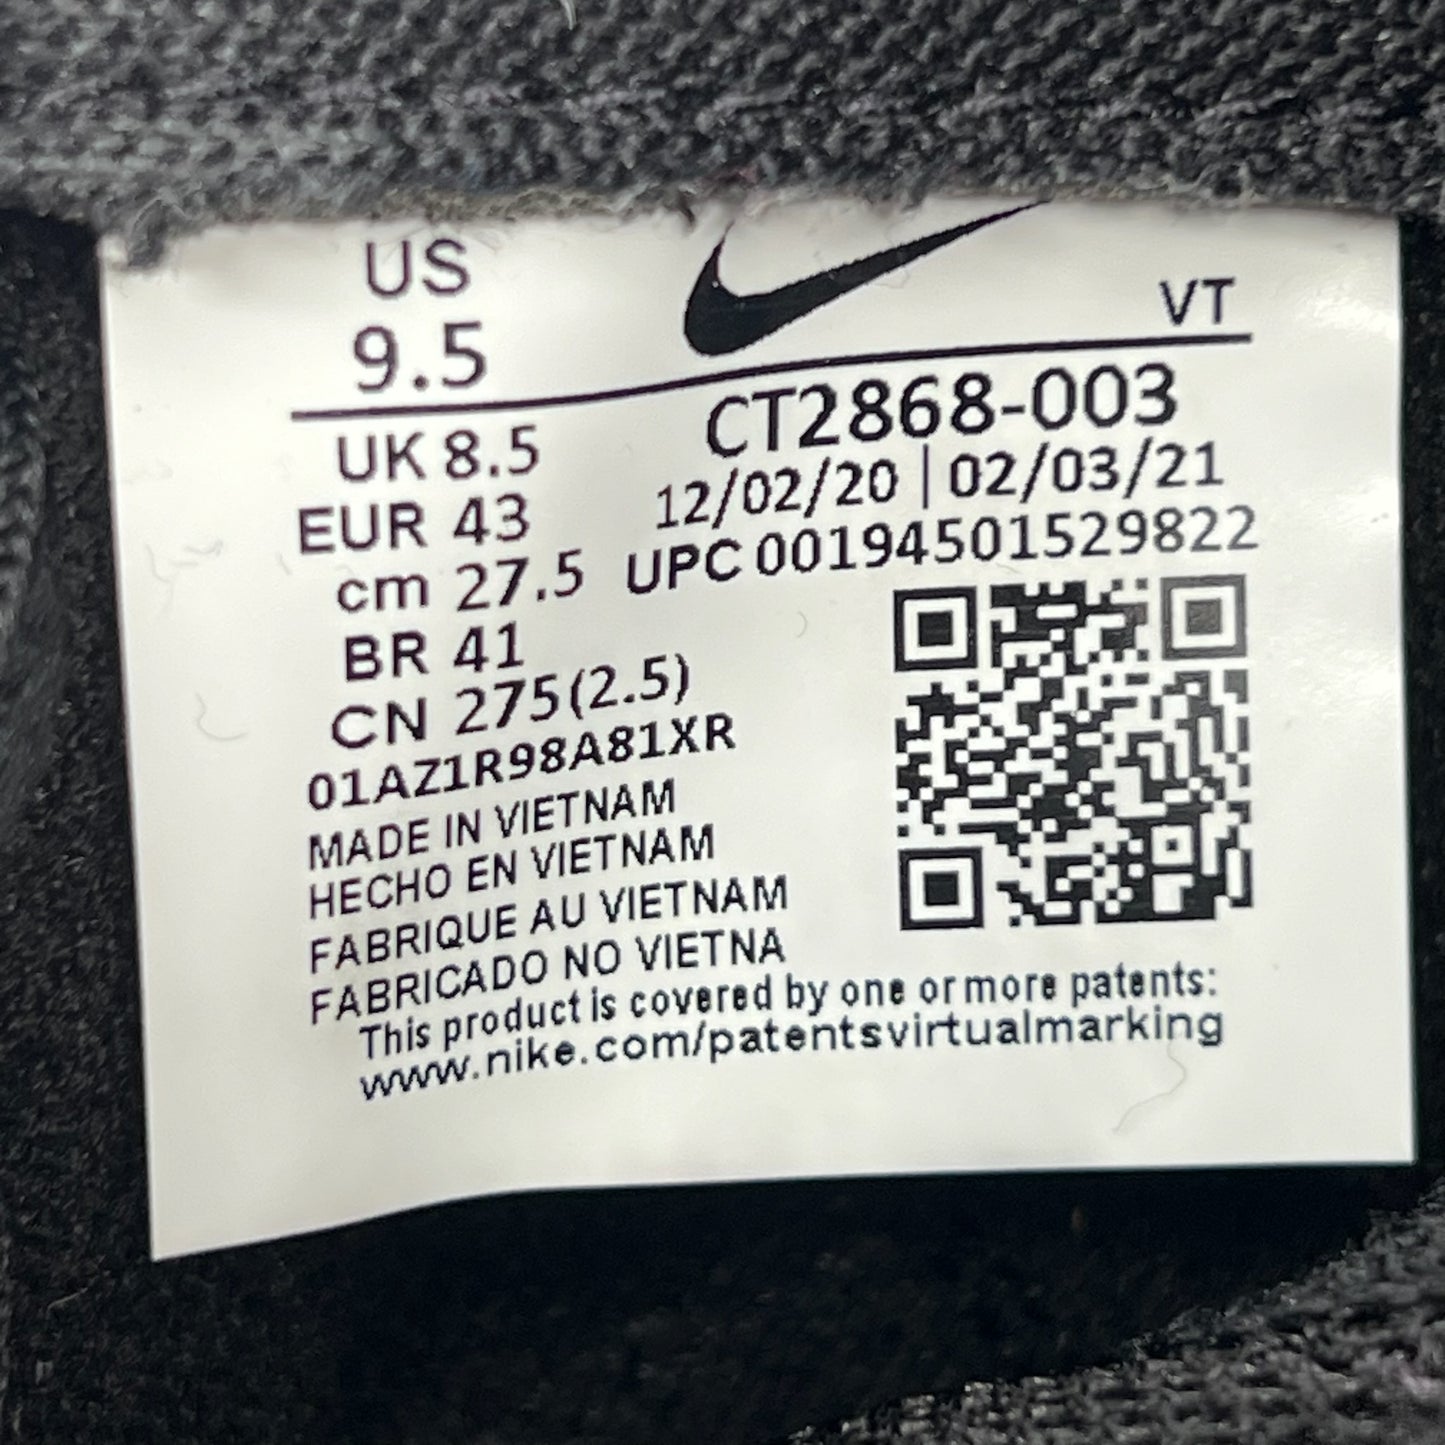 US
9.5
VT
UK 8.5
EUR 43
cm 27.5
BR 41
CN 275(2.5)
CT2868-003
12/02/20 | 02/03/21
UPC 00194501529822
01AZ1R98A81XR
MADE IN VIETNAM
HECHO EN VIETNAM
FABRIQUE AU VIETNAM
FABRICADO NO VIETNA
This product is covered by one or more patents:
www.nike.com/patentsvirtualmarking